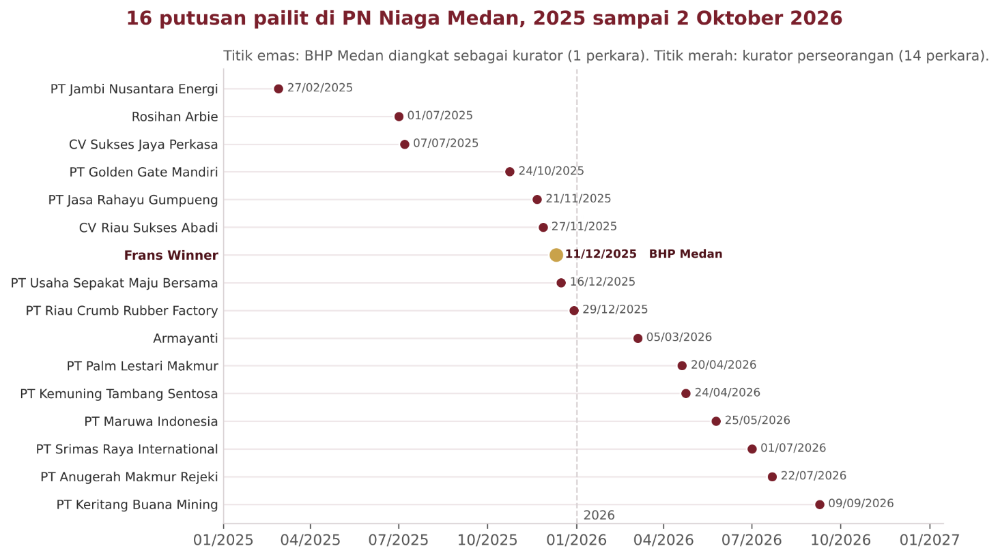 16 putusan pailit di PN Niaga Medan, 2025 sampai 2 Oktober 2026
Titik emas: BHP Medan diangkat sebagai kurator (1 perkara). Titik merah: kurator perseorangan (14 perkara).
PT Jambi Nusantara Energi 27/02/2025
Rosihan Arbie 01/07/2025
CV Sukses Jaya Perkasa 07/07/2025
PT Golden Gate Mandiri 24/10/2025
PT Jasa Rahayu Gumpueng 21/11/2025
CV Riau Sukses Abadi 27/11/2025
Frans Winner 11/12/2025 BHP Medan
PT Usaha Sepakat Maju Bersama 16/12/2025
PT Riau Crumb Rubber Factory 29/12/2025
Armayanti 05/03/2026
PT Palm Lestari Makmur 20/04/2026
PT Kemuning Tambang Sentosa 24/04/2026
PT Maruwa Indonesia 25/05/2026
PT Srimas Raya International 01/07/2026
PT Anugerah Makmur Rejeki 22/07/2026
PT Keritang Buana Mining 09/09/2026
2026
01/2025 04/2025 07/2025 10/2025 01/2026 04/2026 07/2026 10/2026 01/2027